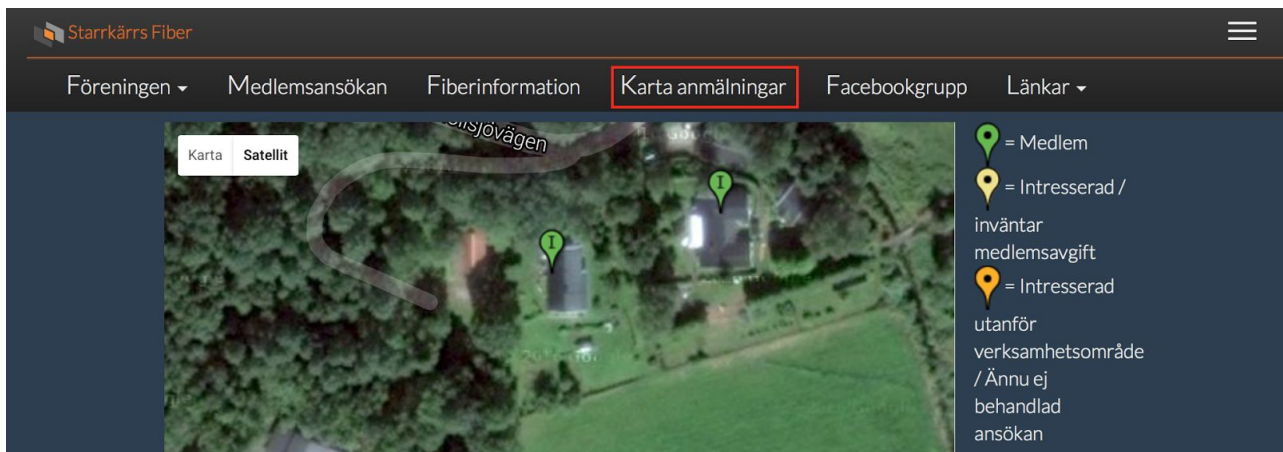 Starrkärrs Fiber
Föreningen Medlemsansökan Fiberinformation Karta anmälningar Facebookgrupp Länkar
Karta Satellit
I
I
= Medlem
= Intresserad /
inväntar
medlemsavgift
= Intresserad
utanför
verksamhetsområde
/ Ännu ej
behandlad
ansökan